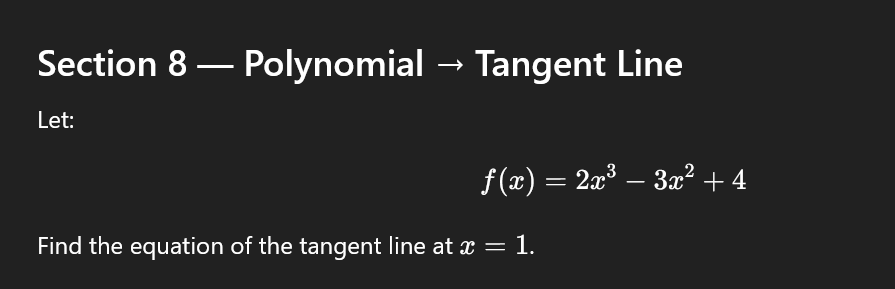 Section 8 — Polynomial → Tangent Line
Let:
f(x) = 2x³ − 3x² + 4
Find the equation of the tangent line at x = 1.